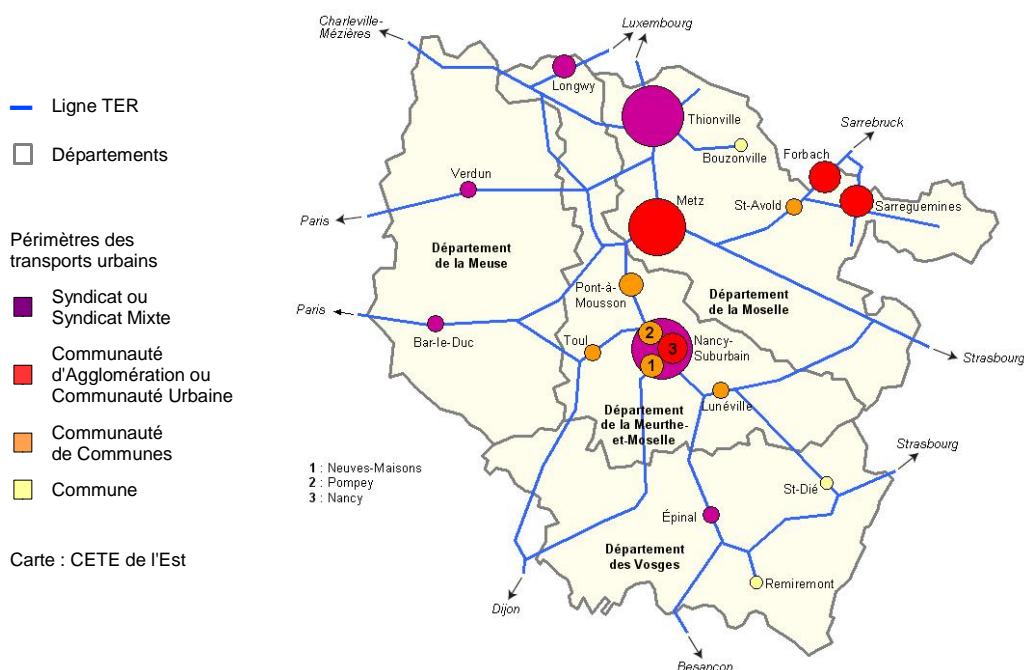 Ligne TER
Départements
Périmètres des
transports urbains
Syndicat ou
Syndicat Mixte
Communauté
d'Agglomération ou
Communauté Urbaine
Communauté
de Communes
Commune
Carte : CETE de l'Est
Charleville-
Mézières
Luxembourg
Longwy
Thionville
Bouzonville
Sarrebruck
Forbach
Verdun
Metz
St-Avold
Sarreguemines
Paris
Département
de la Meuse
Pont-à-
Mousson
Département
de la Moselle
Paris
Bar-le-Duc
Toul
2
3
1
Nancy-
Suburbain
Strasbourg
Lunéville
Département
de la Meurthe-
et-Moselle
Strasbourg
1 : Neuves-Maisons
2 : Pompey
3 : Nancy
St-Dié
Épinal
Département
des Vosges
Remiremont
Dijon
Besançon